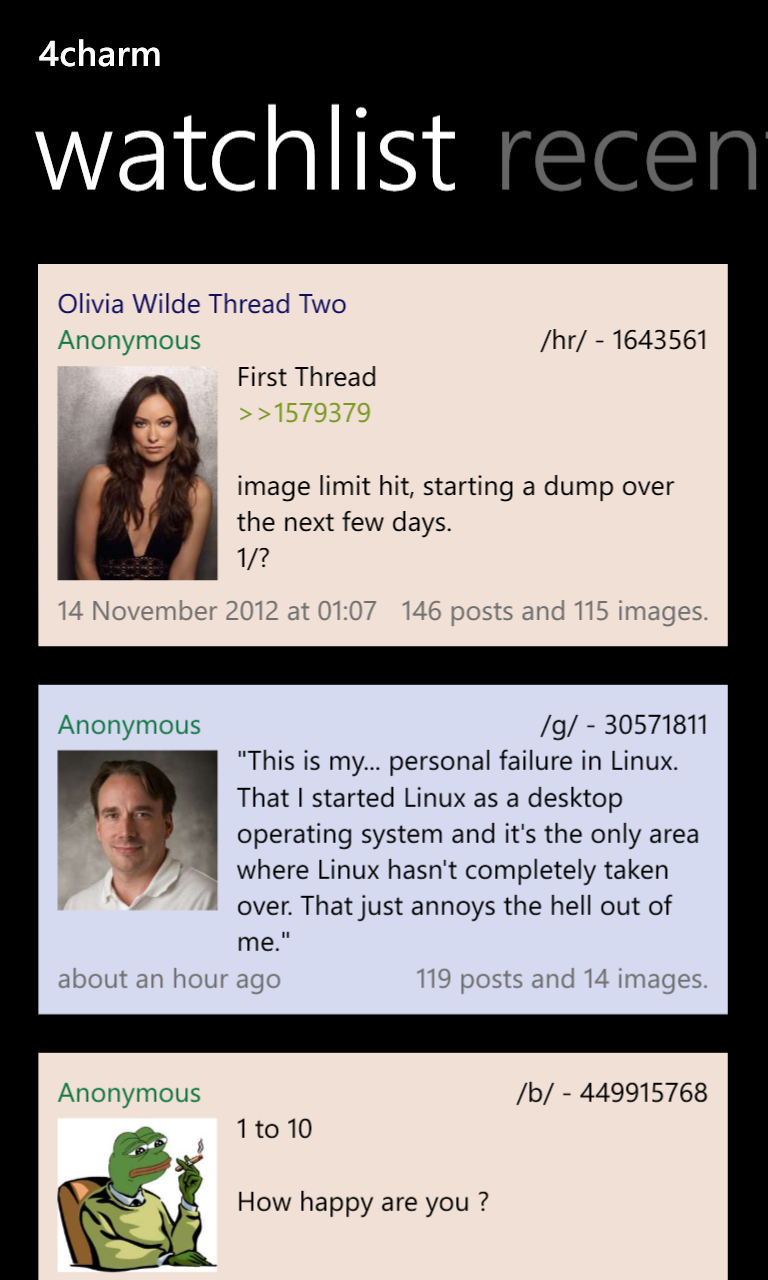 4charm
watchlist recent
Olivia Wilde Thread Two
Anonymous /hr/ - 1643561
First Thread
>>1579379
image limit hit, starting a dump over
the next few days.
1/?
14 November 2012 at 01:07 146 posts and 115 images.
Anonymous /g/ - 30571811
"This is my... personal failure in Linux.
That I started Linux as a desktop
operating system and it's the only area
where Linux hasn't completely taken
over. That just annoys the hell out of
me."
about an hour ago 119 posts and 14 images.
Anonymous /b/ - 449915768
1 to 10
How happy are you ?